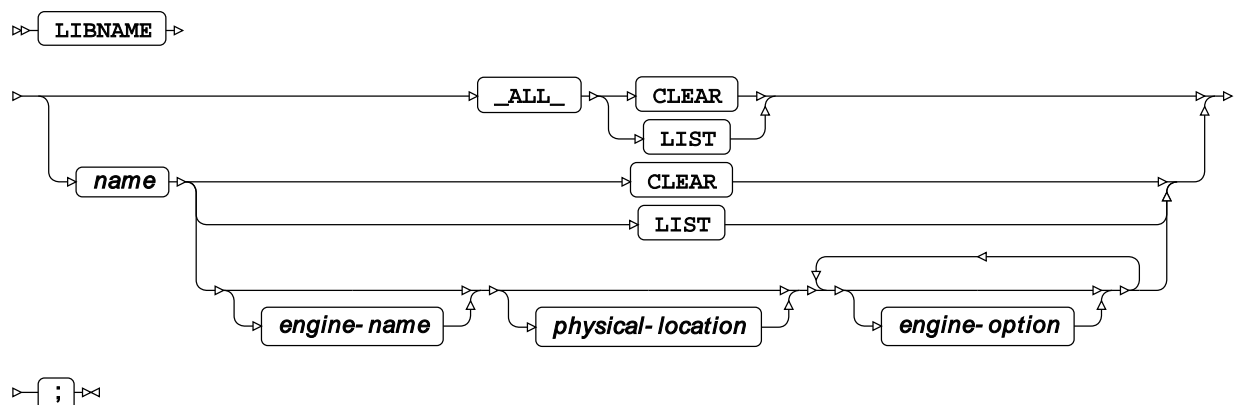 LIBNAME
_ALL_ CLEAR
LIST
name CLEAR
LIST
engine-name physical-location engine-option
;